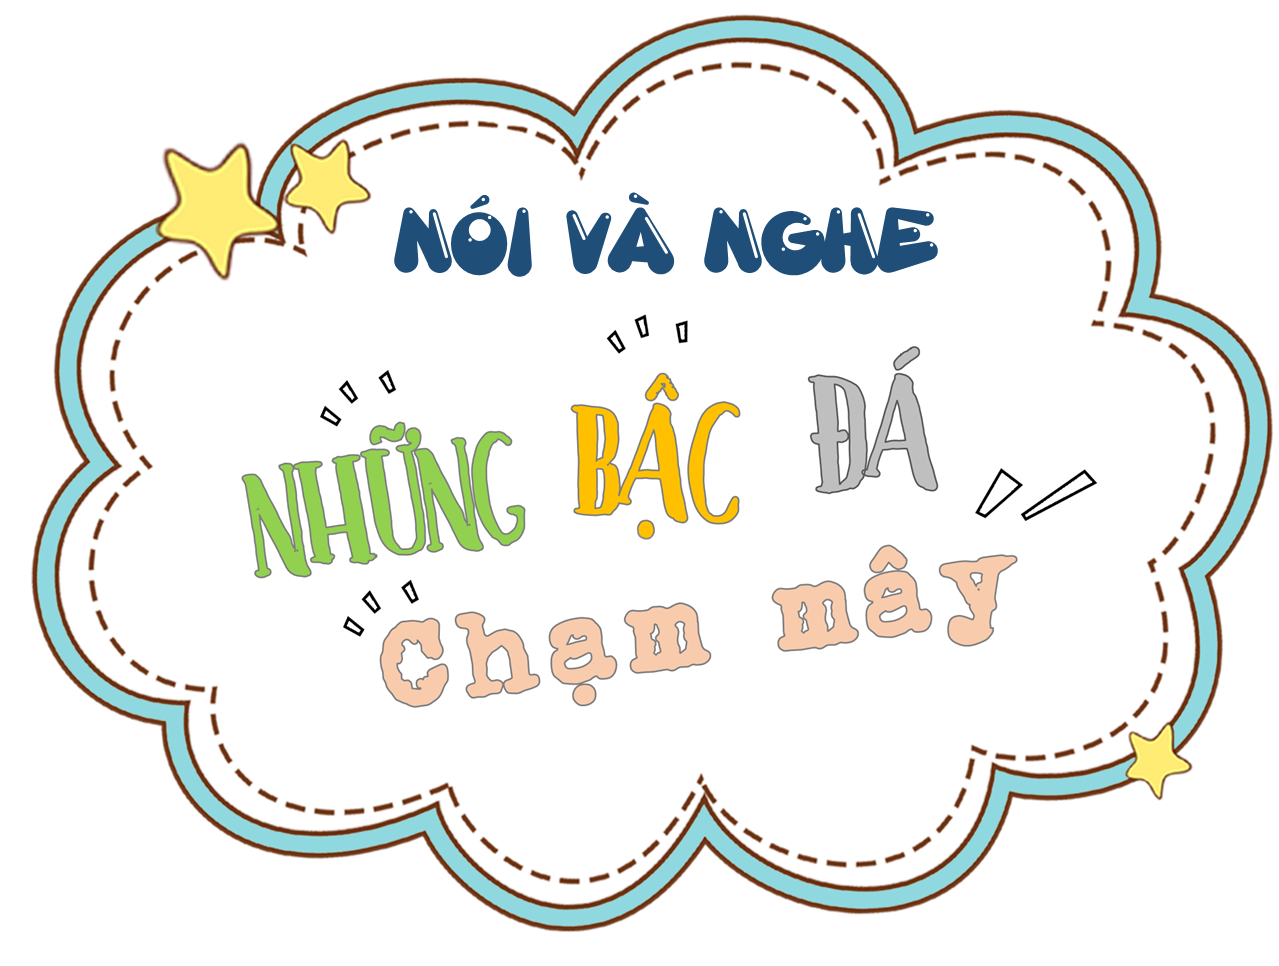 NÓI VÀ NGHE
NHỮNG BẬC ĐÁ
Chạm mây